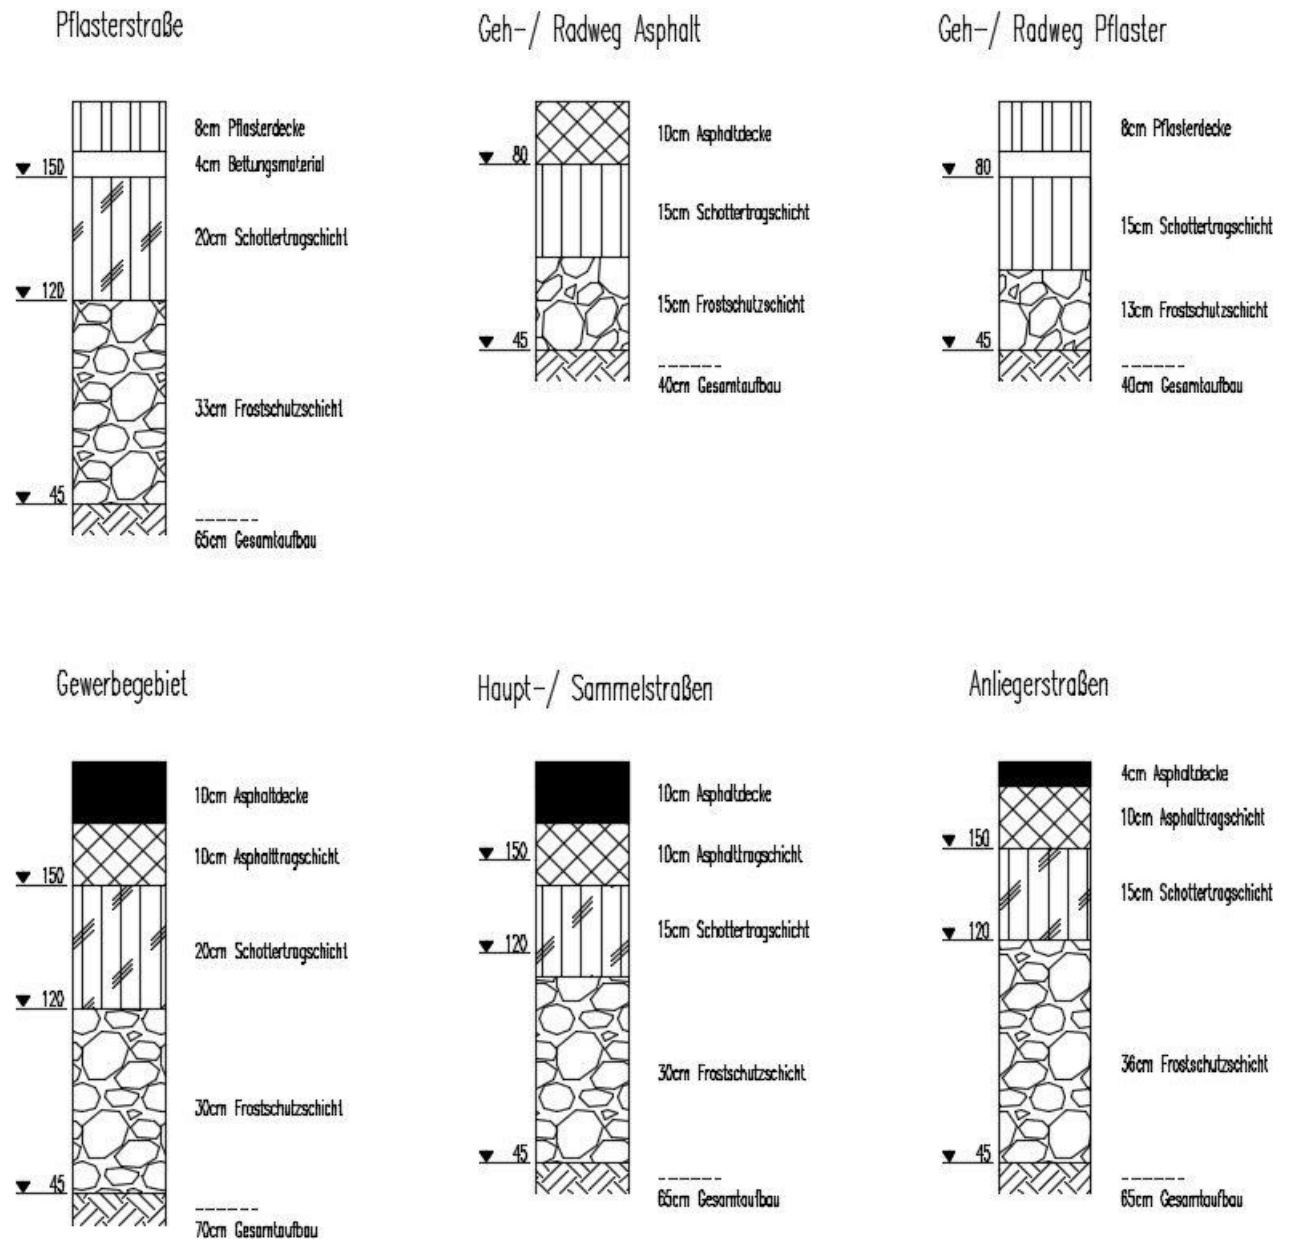 Pflasterstraße
8cm Pflasterdecke
4cm Bettungsmaterial
150
20cm Schottertragschicht
120
33cm Frostschutzschicht
45
65cm Gesamtaufbau
Geh-/ Radweg Asphalt
10cm Asphaltdecke
80
15cm Schottertragschicht
15cm Frostschutzschicht
45
40cm Gesamtaufbau
Geh-/ Radweg Pflaster
8cm Pflasterdecke
80
15cm Schottertragschicht
13cm Frostschutzschicht
45
40cm Gesamtaufbau
Gewerbegebiet
10cm Asphaltdecke
10cm Asphalttragschicht
150
20cm Schottertragschicht
120
30cm Frostschutzschicht
45
70cm Gesamtaufbau
Haupt-/ Sammelstraßen
10cm Asphaltdecke
150
10cm Asphalttragschicht
15cm Schottertragschicht
120
30cm Frostschutzschicht
45
65cm Gesamtaufbau
Anliegerstraßen
4cm Asphaltdecke
10cm Asphalttragschicht
150
15cm Schottertragschicht
120
36cm Frostschutzschicht
45
65cm Gesamtaufbau